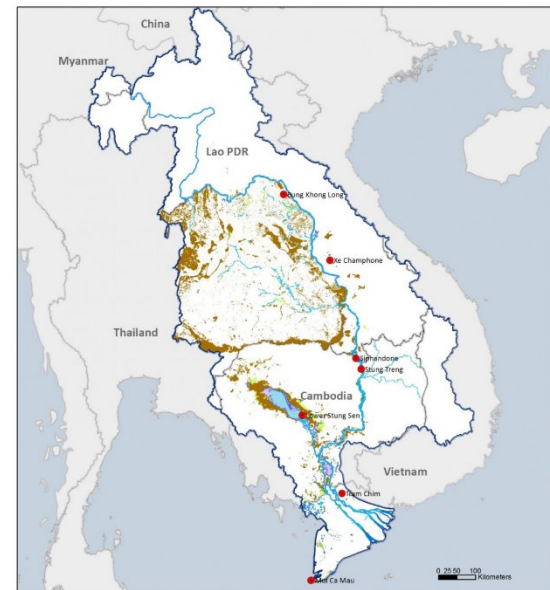 China
Myanmar
Lao PDR
Bung Khong Long
Xe Champhone
Thailand
Siphandone
Stung Treng
Cambodia
Lower Stung Sen
Vietnam
Tram Chim
Mui Ca Mau
0 25 50 100
Kilometers